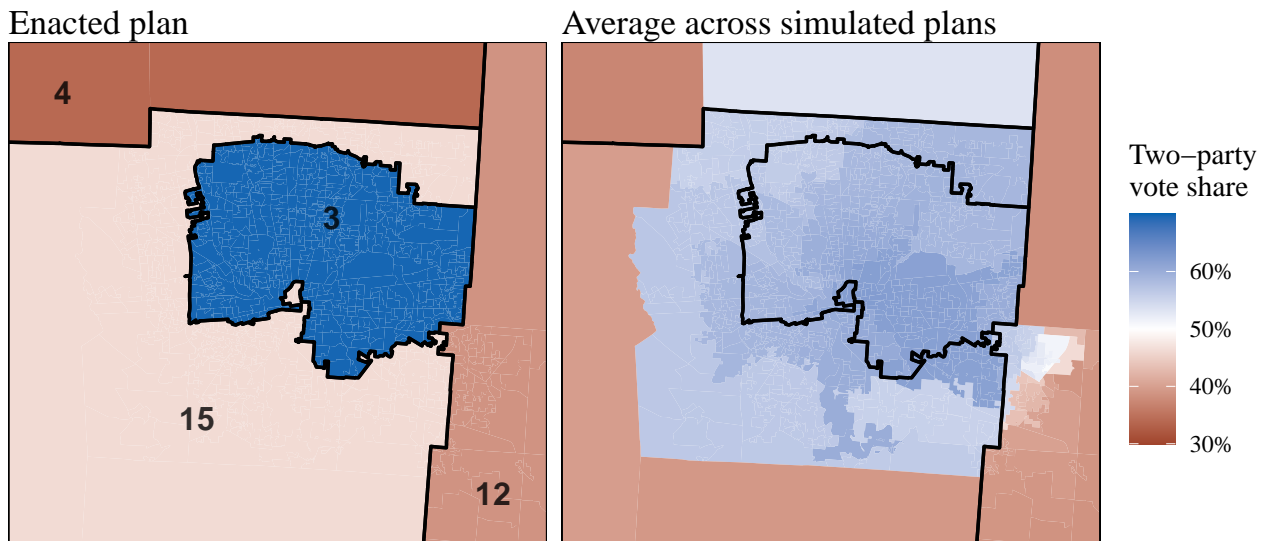 Enacted plan
Average across simulated plans
4
3
15
12
Two−party
vote share
60%
50%
40%
30%